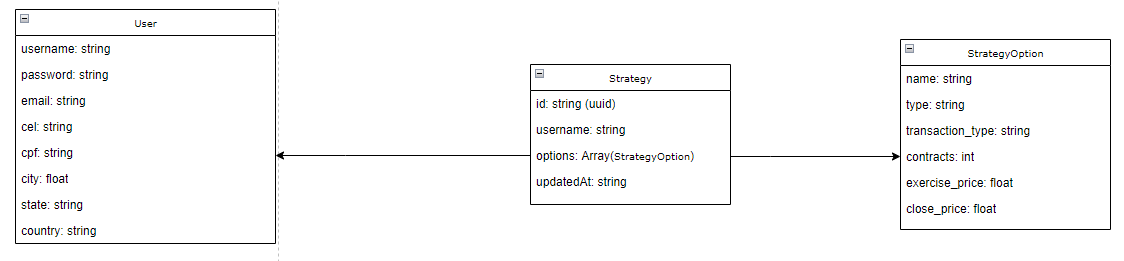 User
username: string
password: string
email: string
cel: string
cpf: string
city: float
state: string
country: string
Strategy
id: string (uuid)
username: string
options: Array(StrategyOption)
updatedAt: string
StrategyOption
name: string
type: string
transaction_type: string
contracts: int
exercise_price: float
close_price: float